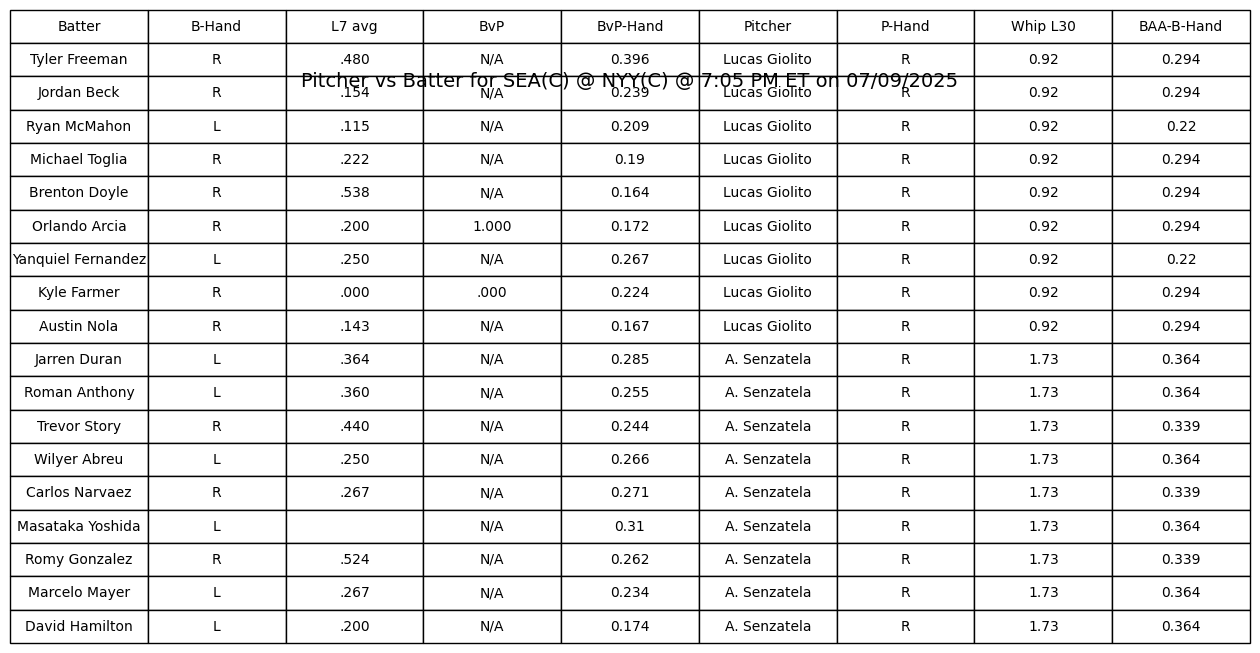 Batter B-Hand L7 avg BvP BvP-Hand Pitcher P-Hand Whip L30 BAA-B-Hand
Tyler Freeman R .480 N/A 0.396 Lucas Giolito R 0.92 0.294
Pitcher vs Batter for SEA(C) @ NYY(C) @ 7:05 PM ET on 07/09/2025
Jordan Beck R .154 N/A 0.239 Lucas Giolito R 0.92 0.294
Ryan McMahon L .115 N/A 0.209 Lucas Giolito R 0.92 0.22
Michael Toglia R .222 N/A 0.19 Lucas Giolito R 0.92 0.294
Brenton Doyle R .538 N/A 0.164 Lucas Giolito R 0.92 0.294
Orlando Arcia R .200 1.000 0.172 Lucas Giolito R 0.92 0.294
Yanquiel Fernandez L .250 N/A 0.267 Lucas Giolito R 0.92 0.22
Kyle Farmer R .000 .000 0.224 Lucas Giolito R 0.92 0.294
Austin Nola R .143 N/A 0.167 Lucas Giolito R 0.92 0.294
Jarren Duran L .364 N/A 0.285 A. Senzatela R 1.73 0.364
Roman Anthony L .360 N/A 0.255 A. Senzatela R 1.73 0.364
Trevor Story R .440 N/A 0.244 A. Senzatela R 1.73 0.339
Wilyer Abreu L .250 N/A 0.266 A. Senzatela R 1.73 0.364
Carlos Narvaez R .267 N/A 0.271 A. Senzatela R 1.73 0.339
Masataka Yoshida L N/A 0.31 A. Senzatela R 1.73 0.364
Romy Gonzalez R .524 N/A 0.262 A. Senzatela R 1.73 0.339
Marcelo Mayer L .267 N/A 0.234 A. Senzatela R 1.73 0.364
David Hamilton L .200 N/A 0.174 A. Senzatela R 1.73 0.364